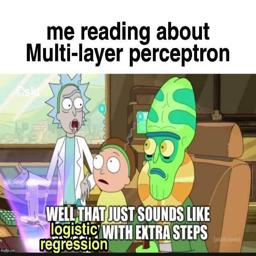 me reading about
Multi-layer perceptron
WELL THAT JUST SOUNDS LIKE
logistic WITH EXTRA STEPS
regression